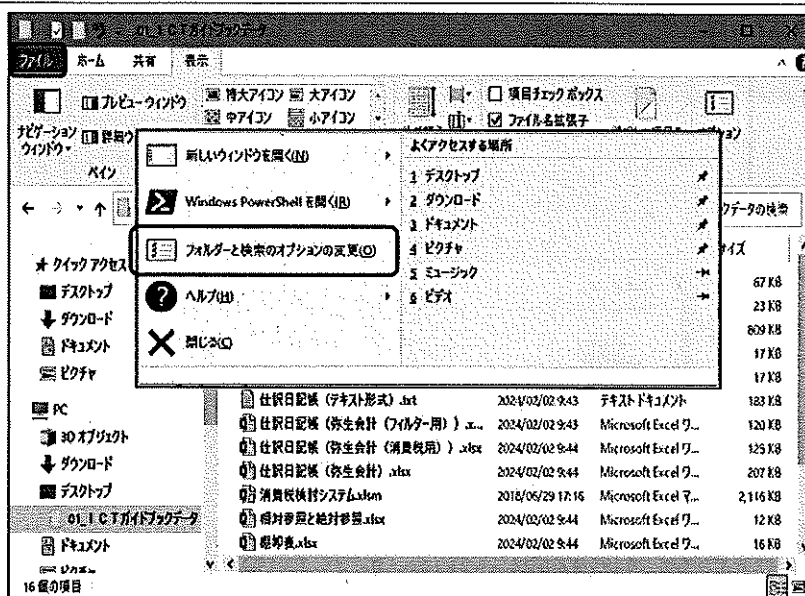 01_ICTガイドブックデータ
ファイル ホーム 共有 表示
プレビューウィンドウ
特大アイコン 大アイコン
中アイコン 小アイコン
項目チェック ボックス
ファイル名拡張子
ナビゲーション
ウィンドウ
ペイン
新しいウィンドウを開く(N)
Windows PowerShell を開く(R)
フォルダーと検索のオプションの変更(O)
ヘルプ(H)
閉じる(C)
よくアクセスする場所
1 デスクトップ
2 ダウンロード
3 ドキュメント
4 ピクチャ
5 ミュージック
6 ビデオ
クデータの検索
イズ
67 KB
23 KB
809 KB
17 KB
17 KB
クイック アクセス
デスクトップ
ダウンロード
ドキュメント
ピクチャ
PC
3D オブジェクト
ダウンロード
デスクトップ
01_ICTガイドブックデータ
ドキュメント
ピクチャ
仕訳日記帳（テキスト形式）.txt 2024/02/02 9:43 テキスト ドキュメント 183 KB
仕訳日記帳（弥生会計（フィルター用））.x... 2024/02/02 9:43 Microsoft Excel ワ... 120 KB
仕訳日記帳（弥生会計（消費税用））.xlsx 2024/02/02 9:44 Microsoft Excel ワ... 125 KB
仕訳日記帳（弥生会計）.xlsx 2024/02/02 9:44 Microsoft Excel ワ... 207 KB
消費税検討システム.xlsm 2018/06/29 17:16 Microsoft Excel マ... 2,116 KB
相対参照と絶対参照.xlsx 2024/02/02 9:44 Microsoft Excel ワ... 12 KB
2024/02/02 9:44 Microsoft Excel ワ... 16 KB
16 個の項目